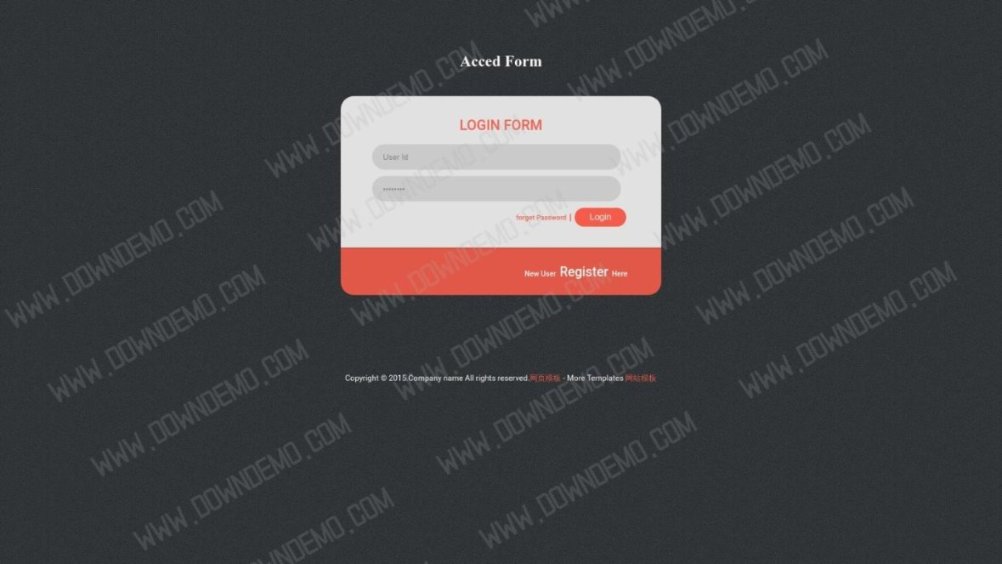 Acced Form
LOGIN FORM
User Id
••••••••
forgot Password | Login
New User Register Here
Copyright © 2015.Company name All rights reserved.网页模板 - More Templates 网站模板
WWW.DOWNDEMO.COM